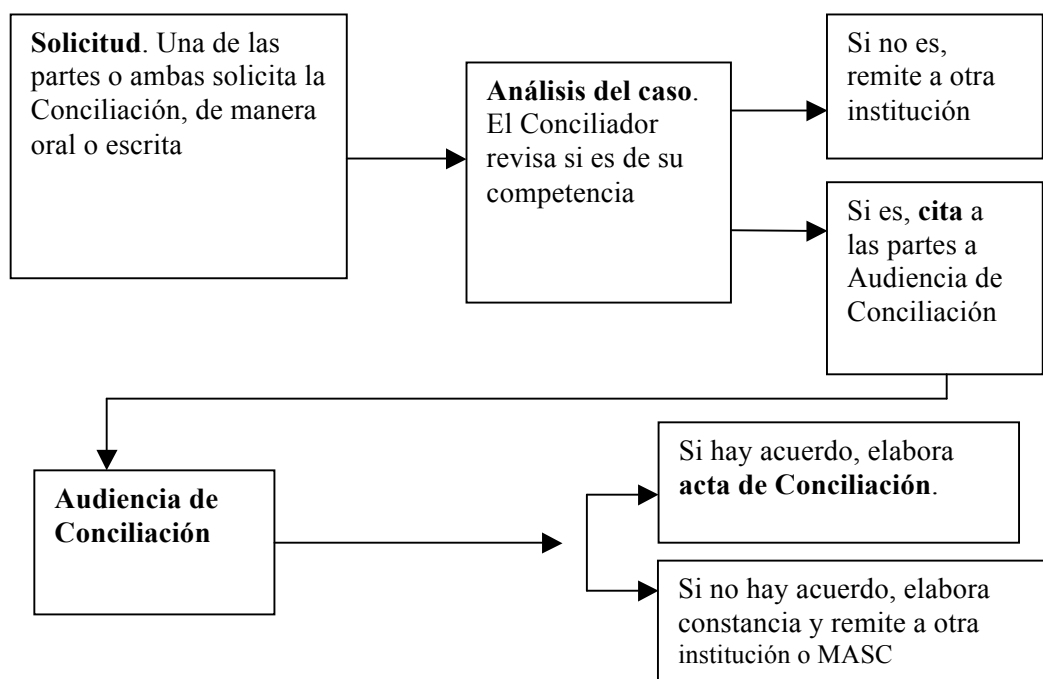 Solicitud. Una de las
partes o ambas solicita la
Conciliación, de manera
oral o escrita
Análisis del caso.
El Conciliador
revisa si es de su
competencia
Si no es,
remite a otra
institución
Si es, cita a
las partes a
Audiencia de
Conciliación
Audiencia de
Conciliación
Si hay acuerdo, elabora
acta de Conciliación.
Si no hay acuerdo, elabora
constancia y remite a otra
institución o MASC